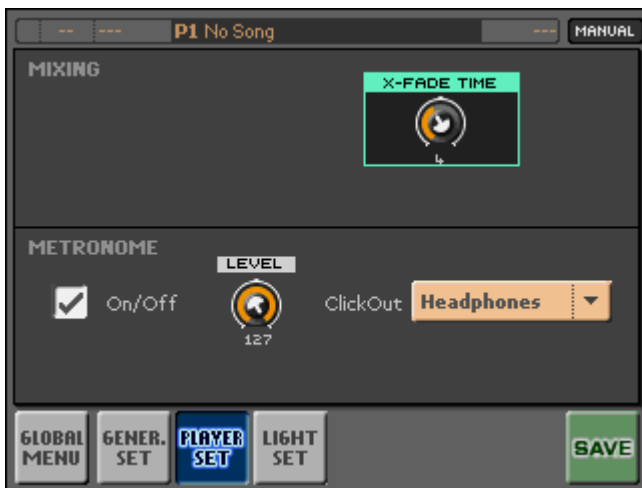 -- --- P1 No Song --- MANUAL
MIXING
X-FADE TIME
4
METRONOME
LEVEL
On/Off
ClickOut Headphones
127
GLOBAL MENU
GENER. SET
PLAYER SET
LIGHT SET
SAVE